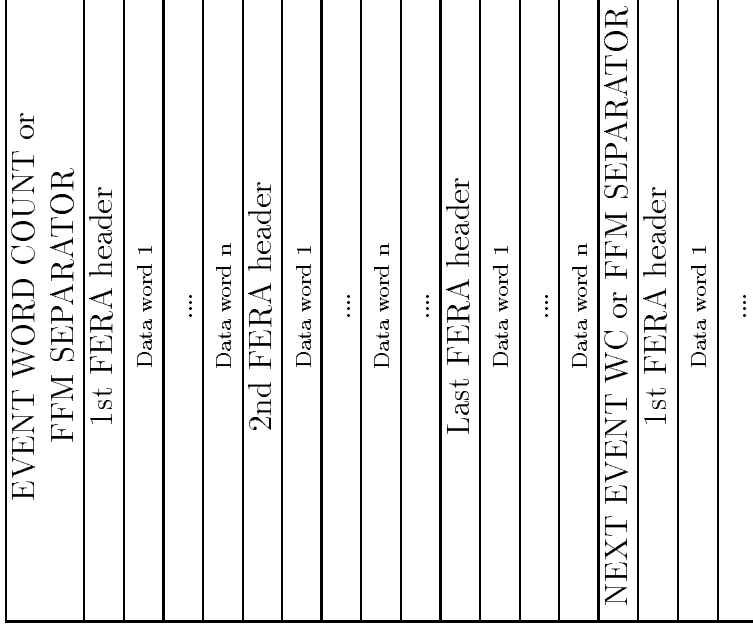 EVENT WORD COUNT or
FFM SEPARATOR
1st FERA header
Data word 1
....
Data word n
2nd FERA header
Data word 1
....
Data word n
....
Last FERA header
Data word 1
....
Data word n
NEXT EVENT WC or FFM SEPARATOR
1st FERA header
Data word 1
....